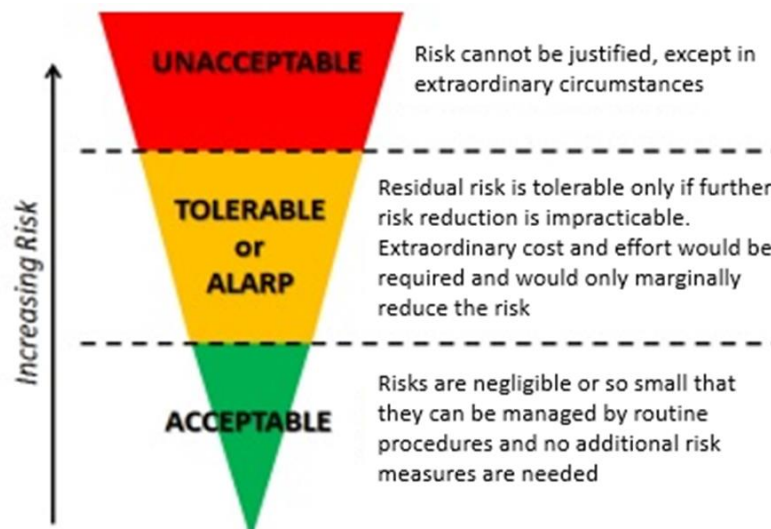 UNACCEPTABLE
Risk cannot be justified, except in
extraordinary circumstances
Increasing Risk
TOLERABLE
or
ALARP
Residual risk is tolerable only if further
risk reduction is impracticable.
Extraordinary cost and effort would be
required and would only marginally
reduce the risk
ACCEPTABLE
Risks are negligible or so small that
they can be managed by routine
procedures and no additional risk
measures are needed